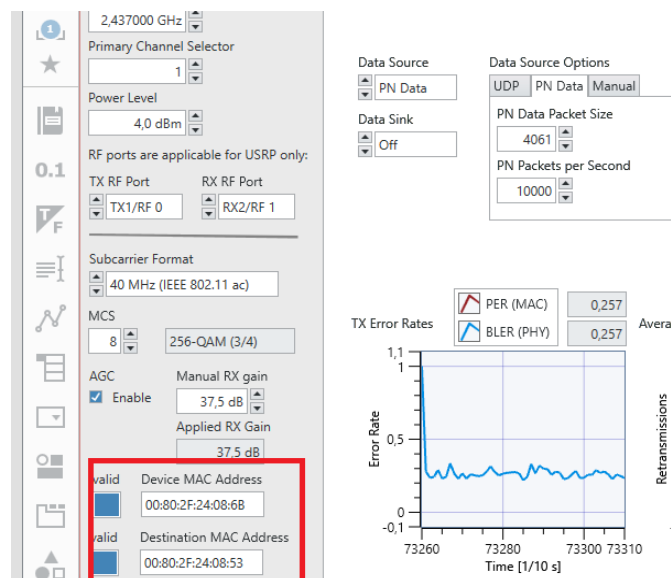 2,437000 GHz
Primary Channel Selector
1
Power Level
4,0 dBm
RF ports are applicable for USRP only:
TX RF Port
RX RF Port
TX1/RF 0
RX2/RF 1
Subcarrier Format
40 MHz (IEEE 802.11 ac)
MCS
8
256-QAM (3/4)
AGC
Enable
Manual RX gain
37,5 dB
Applied RX Gain
37,5 dB
valid
Device MAC Address
00:80:2F:24:08:6B
valid
Destination MAC Address
00:80:2F:24:08:53
1
0.1
T
F
Data Source
PN Data
Data Sink
Off
Data Source Options
UDP
PN Data
Manual
PN Data Packet Size
4061
PN Packets per Second
10000
TX Error Rates
PER (MAC)
0,257
BLER (PHY)
0,257
Avera
Error Rate
1,1
1
0,5
0
-0,1
73260
73280
73300
73310
Time [1/10 s]
Retransmissions